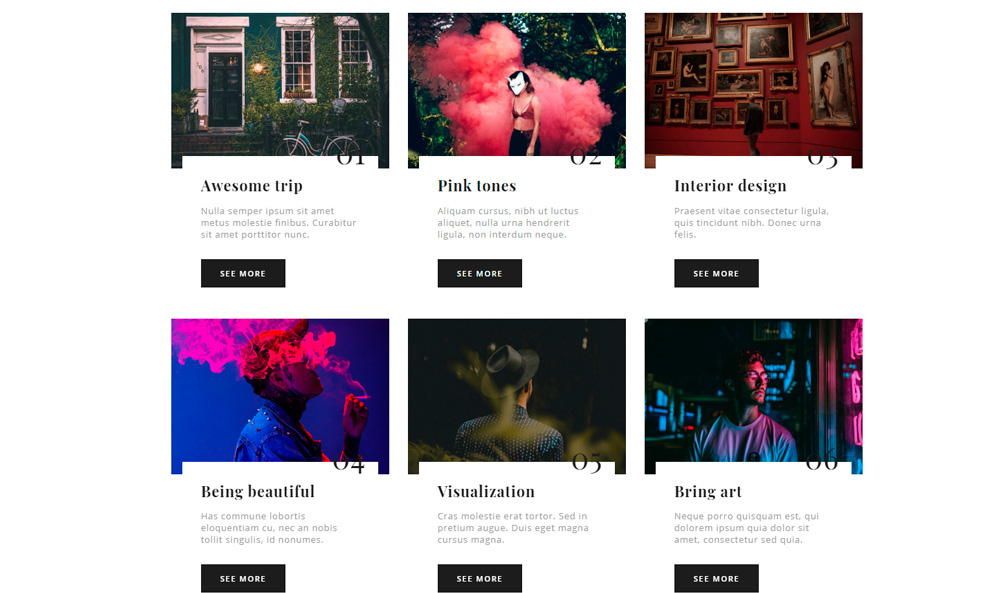 01
Awesome trip
Nulla semper ipsum sit amet
metus molestie finibus. Curabitur
sit amet porttitor nunc.
SEE MORE
02
Pink tones
Aliquam cursus, nibh ut luctus
aliquet, nulla urna hendrerit
ligula, non interdum neque.
SEE MORE
03
Interior design
Praesent vitae consectetur ligula,
quis tincidunt nibh. Donec urna
felis.
SEE MORE
04
Being beautiful
Has commune lobortis
eloquentiam cu, nec an nobis
tollit singulis, id nonumes.
SEE MORE
05
Visualization
Cras molestie erat tortor. Sed in
pretium augue. Duis eget magna
cursus magna.
SEE MORE
06
Bring art
Neque porro quisquam est, qui
dolorem ipsum quia dolor sit
amet, consectetur sed quia.
SEE MORE